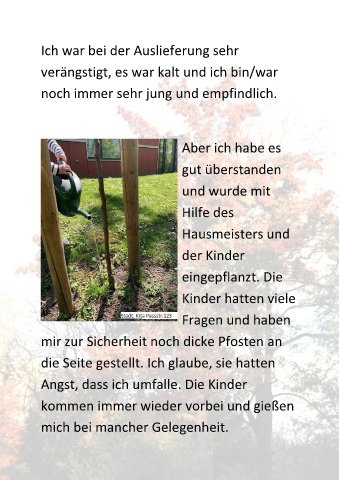 Ich war bei der Auslieferung sehr
verängstigt, es war kalt und ich bin/war
noch immer sehr jung und empfindlich.
Aber ich habe es
gut überstanden
und wurde mit
Hilfe des
Hausmeisters und
der Kinder
eingepflanzt. Die
Kinder hatten viele
Fragen und haben
mir zur Sicherheit noch dicke Pfosten an
die Seite gestellt. Ich glaube, sie hatten
Angst, dass ich umfalle. Die Kinder
kommen immer wieder vorbei und gießen
mich bei mancher Gelegenheit.
Städt. Kita